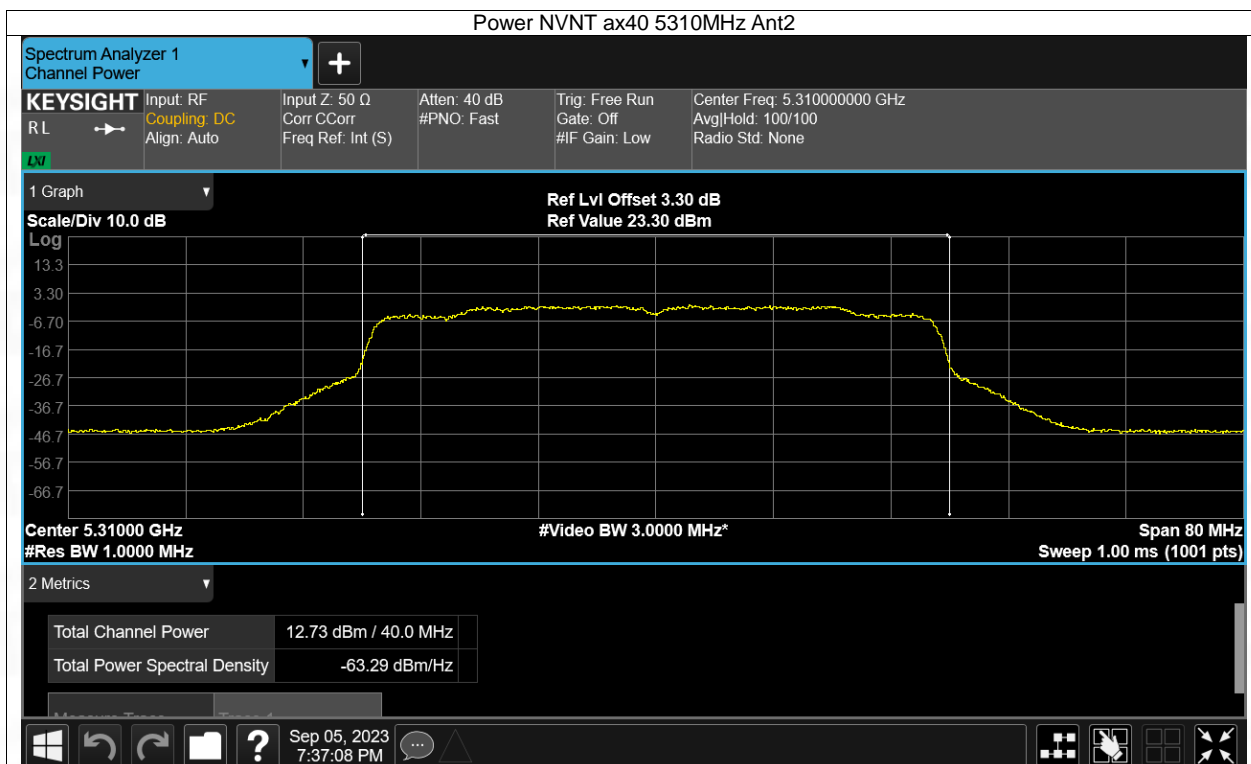 Power NVNT ax40 5310MHz Ant2
Spectrum Analyzer 1
Channel Power
KEYSIGHT
RL
LXI
Input: RF
Coupling: DC
Align: Auto
Input Z: 50 Ω
Corr CCorr
Freq Ref: Int (S)
Atten: 40 dB
#PNO: Fast
Trig: Free Run
Gate: Off
#IF Gain: Low
Center Freq: 5.310000000 GHz
Avg|Hold: 100/100
Radio Std: None
1 Graph
Scale/Div 10.0 dB
Ref Lvl Offset 3.30 dB
Ref Value 23.30 dBm
Log
13.3
3.30
-6.70
-16.7
-26.7
-36.7
-46.7
-56.7
-66.7
Center 5.31000 GHz
#Res BW 1.0000 MHz
#Video BW 3.0000 MHz*
Span 80 MHz
Sweep 1.00 ms (1001 pts)
2 Metrics
Total Channel Power 12.73 dBm / 40.0 MHz
Total Power Spectral Density -63.29 dBm/Hz
Sep 05, 2023
7:37:08 PM